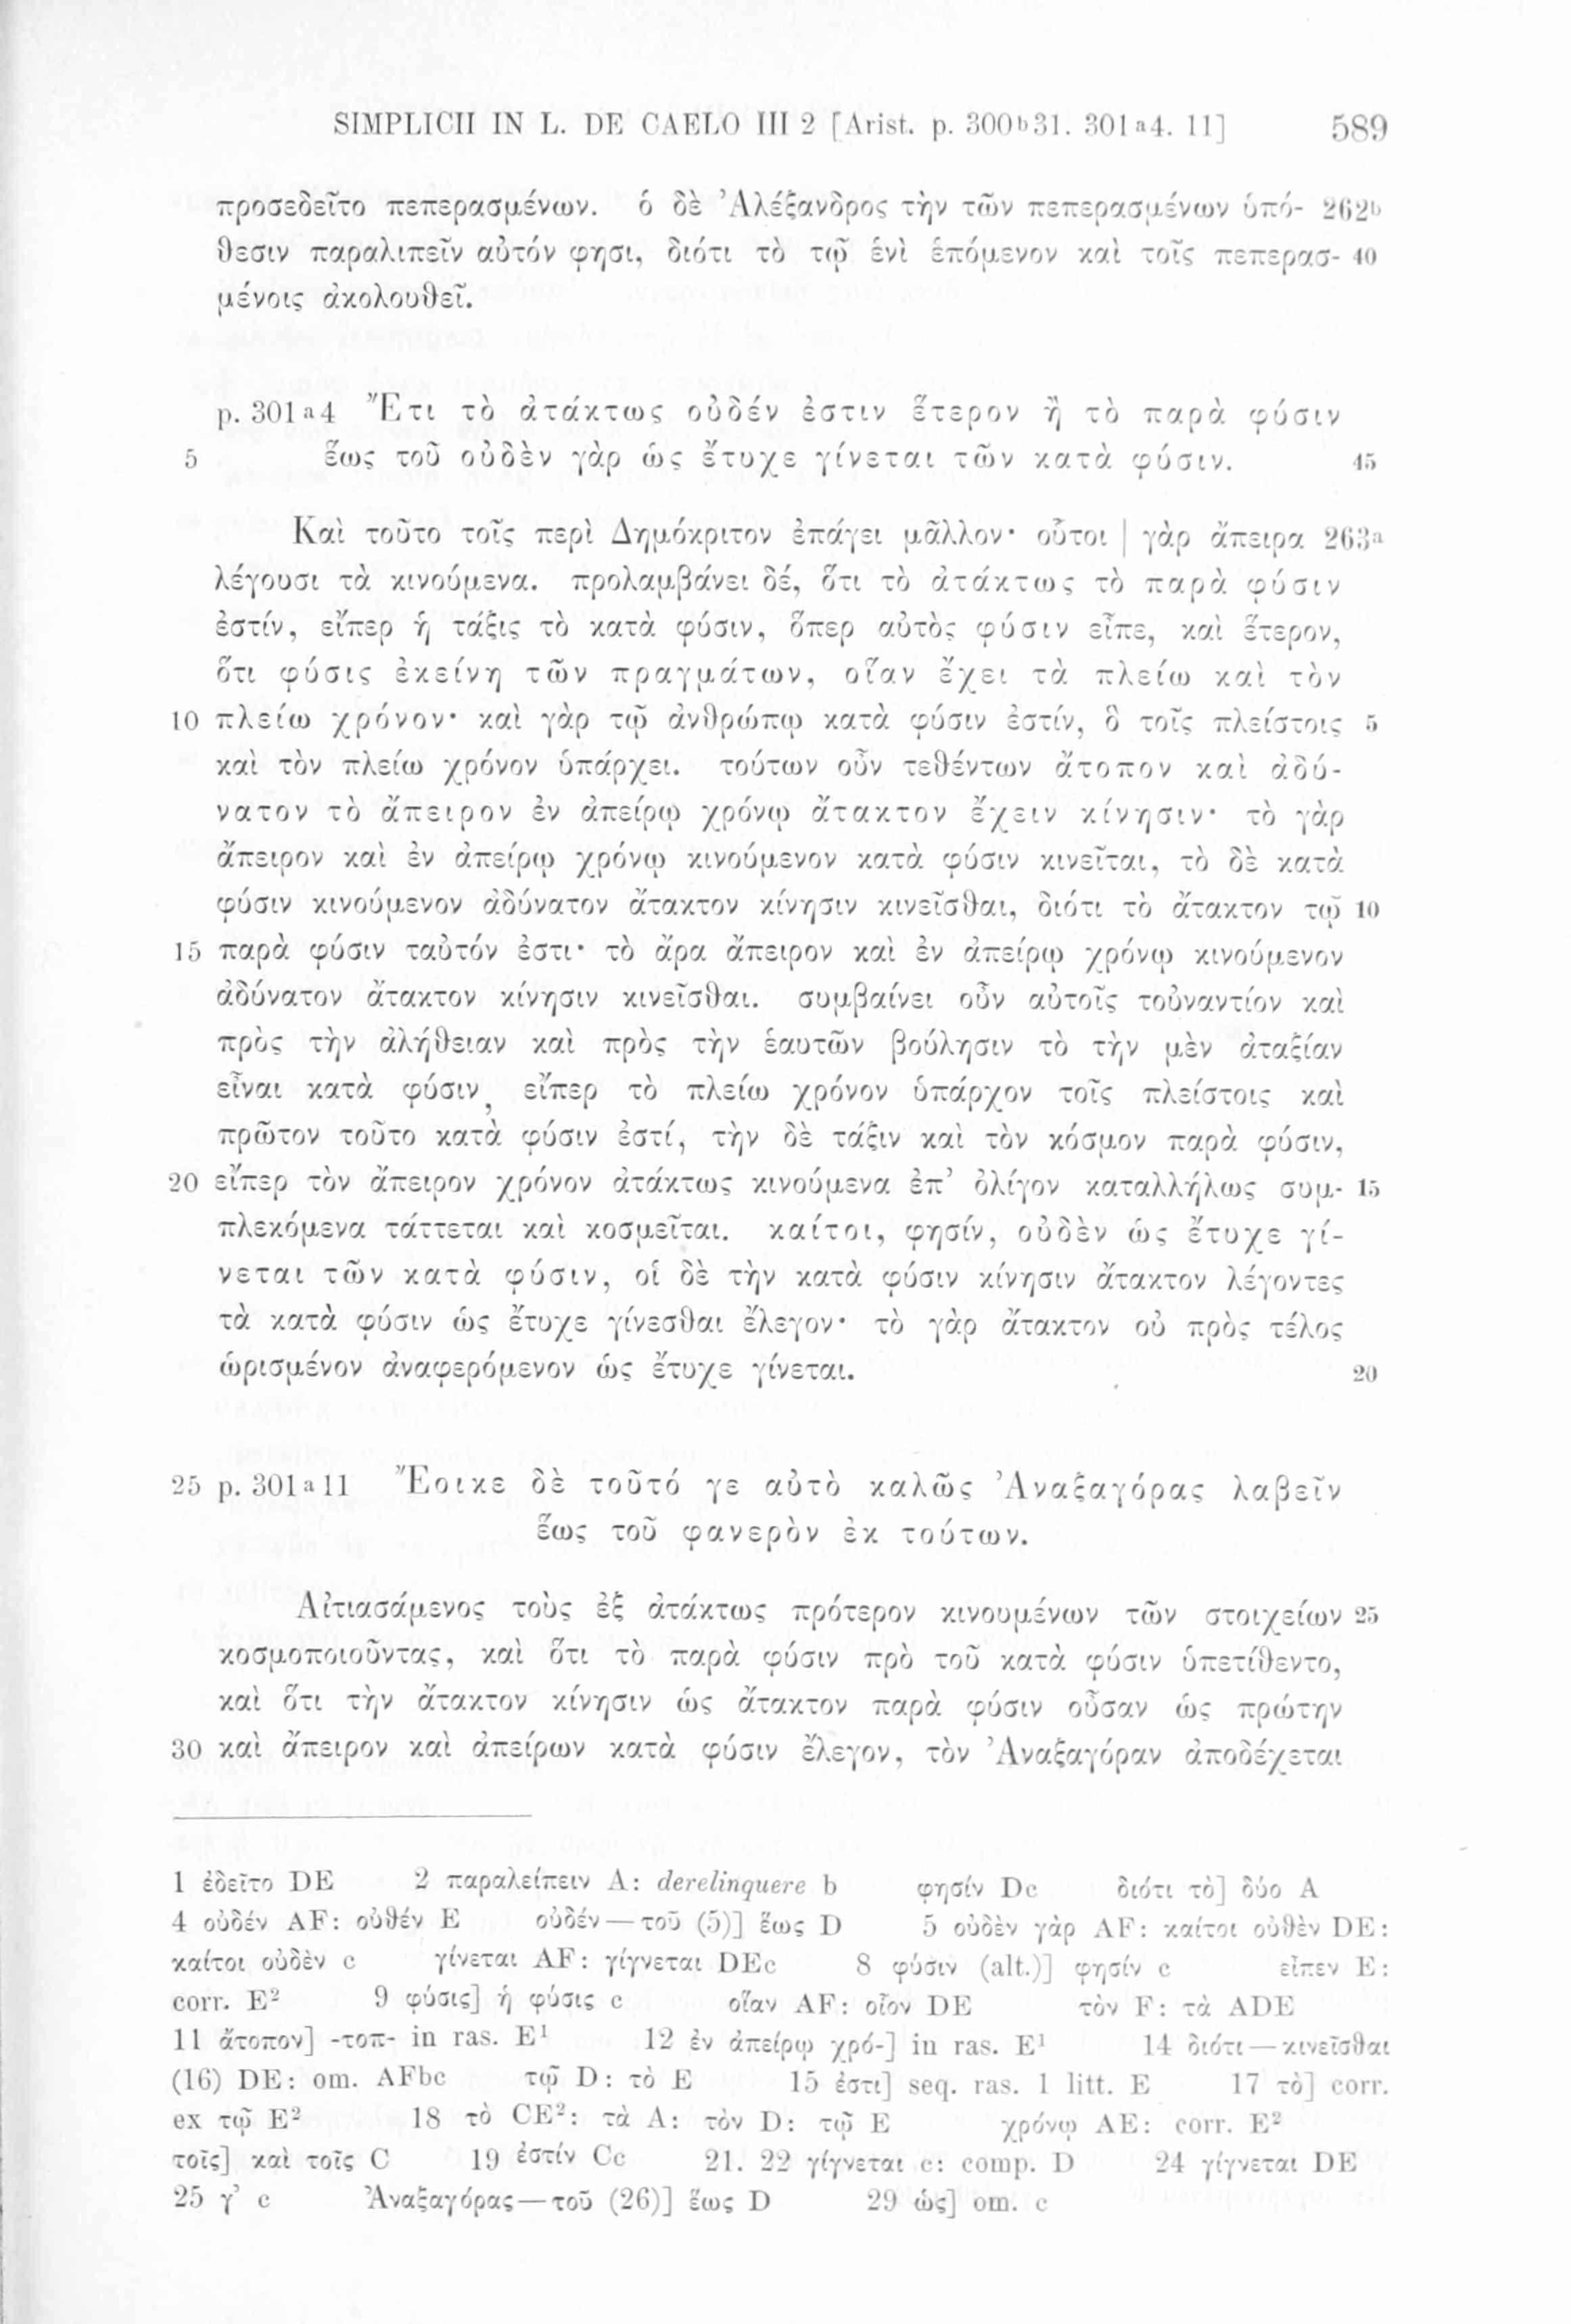 SIMPLICII IN L. DE CAELO III 2 [Arist. p. 300b31. 301a4. 11] 589
προσεδεῖτο πεπερασμένων. ὁ δὲ Ἀλέξανδρος τὴν τῶν πεπερασμένων ὑπό- 262b
θεσιν παραλιπεῖν αὐτόν φησι, διότι τὸ τῷ ἑνὶ ἑπόμενον καὶ τοῖς πεπερασ- 40
μένοις ἀκολουθεῖ.
p. 301a4 Ἔτι τὸ ἀτάκτως οὐδέν ἐστιν ἕτερον ἢ τὸ παρὰ φύσιν
5 ἕως τοῦ οὐδὲν γὰρ ὡς ἔτυχε γίνεται τῶν κατὰ φύσιν. 45
Καὶ τοῦτο τοῖς περὶ Δημόκριτον ἐπάγει μᾶλλον· οὗτοι | γὰρ ἄπειρα 263a
λέγουσι τὰ κινούμενα. προλαμβάνει δέ, ὅτι τὸ ἀτάκτως τὸ παρὰ φύσιν
ἐστίν, εἴπερ ἡ τάξις τὸ κατὰ φύσιν, ὅπερ αὐτὸς φύσιν εἶπε, καὶ ἕτερον,
ὅτι φύσις ἐκείνη τῶν πραγμάτων, οἵαν ἔχει τὰ πλείω καὶ τὸν
10 πλείω χρόνον· καὶ γὰρ τῷ ἀνθρώπῳ κατὰ φύσιν ἐστίν, ὃ τοῖς πλείστοις 5
καὶ τὸν πλείω χρόνον ὑπάρχει. τούτων οὖν τεθέντων ἄτοπον καὶ ἀδύ-
νατον τὸ ἄπειρον ἐν ἀπείρῳ χρόνῳ ἄτακτον ἔχειν κίνησιν· τὸ γὰρ
ἄπειρον καὶ ἐν ἀπείρῳ χρόνῳ κινούμενον κατὰ φύσιν κινεῖται, τὸ δὲ κατὰ
φύσιν κινούμενον ἀδύνατον ἄτακτον κίνησιν κινεῖσθαι, διότι τὸ ἄτακτον τῷ 10
15 παρὰ φύσιν ταὐτόν ἐστι· τὸ ἄρα ἄπειρον καὶ ἐν ἀπείρῳ χρόνῳ κινούμενον
ἀδύνατον ἄτακτον κίνησιν κινεῖσθαι. συμβαίνει οὖν αὐτοῖς τοὐναντίον καὶ
πρὸς τὴν ἀλήθειαν καὶ πρὸς τὴν ἑαυτῶν βούλησιν τὸ τὴν μὲν ἀταξίαν
εἶναι κατὰ φύσιν, εἴπερ τὸ πλείω χρόνον ὑπάρχον τοῖς πλείστοις καὶ
πρῶτον τοῦτο κατὰ φύσιν ἐστί, τὴν δὲ τάξιν καὶ τὸν κόσμον παρὰ φύσιν,
20 εἴπερ τὸν ἄπειρον χρόνον ἀτάκτως κινούμενα ἐπ’ ὀλίγον καταλλήλως συμ- 15
πλεκόμενα τάττεται καὶ κοσμεῖται. καίτοι, φησίν, οὐδὲν ὡς ἔτυχε γί-
νεται τῶν κατὰ φύσιν, οἱ δὲ τὴν κατὰ φύσιν κίνησιν ἄτακτον λέγοντες
τὰ κατὰ φύσιν ὡς ἔτυχε γίνεσθαι ἔλεγον· τὸ γὰρ ἄτακτον οὐ πρὸς τέλος
ὡρισμένον ἀναφερόμενον ὡς ἔτυχε γίνεται. 20
25 p. 301a11 Ἔοικε δὲ τοῦτό γε αὐτὸ καλῶς Ἀναξαγόρας λαβεῖν
ἕως τοῦ φανερὸν ἐκ τούτων.
Αἰτιασάμενος τοὺς ἐξ ἀτάκτως πρότερον κινουμένων τῶν στοιχείων 25
κοσμοποιοῦντας, καὶ ὅτι τὸ παρὰ φύσιν πρὸ τοῦ κατὰ φύσιν ὑπετίθεντο,
καὶ ὅτι τὴν ἄτακτον κίνησιν ὡς ἄτακτον παρὰ φύσιν οὖσαν ὡς πρώτην
30 καὶ ἄπειρον καὶ ἀπείρων κατὰ φύσιν ἔλεγον, τὸν Ἀναξαγόραν ἀποδέχεται
1 ἐδεῖτο DE 2 παραλείπειν A: derelinquere b φησίν Dc διότι τὸ] δύο A
4 οὐδέν AF: οὐθέν E οὐδέν—τοῦ (5)] ἕως D 5 οὐδὲν γὰρ AF: καίτοι οὐθὲν DE:
καίτοι οὐδὲν c γίνεται AF: γίγνεται DEc 8 φύσιν (alt.)] φησίν c εἶπεν E:
corr. E² 9 φύσις] ἡ φύσις c οἵαν AF: οἷον DE τὸν F: τὰ ADE
11 ἄτοπον] -τοπ- in ras. E¹ 12 ἐν ἀπείρῳ χρό-] in ras. E¹ 14 διότι—κινεῖσθαι
(16) DE: om. AFbc τῷ D: τὸ E 15 ἐστι] seq. ras. 1 litt. E 17 τὸ] corr.
ex τῷ E² 18 τὸ CE²: τὰ A: τὸν D: τῷ E χρόνῳ AE: corr. E²
τοῖς] καὶ τοῖς C 19 ἐστίν Cc 21. 22 γίγνεται c: comp. D 24 γίγνεται DE
25 γ’ c Ἀναξαγόρας—τοῦ (26)] ἕως D 29 ὡς] om. c